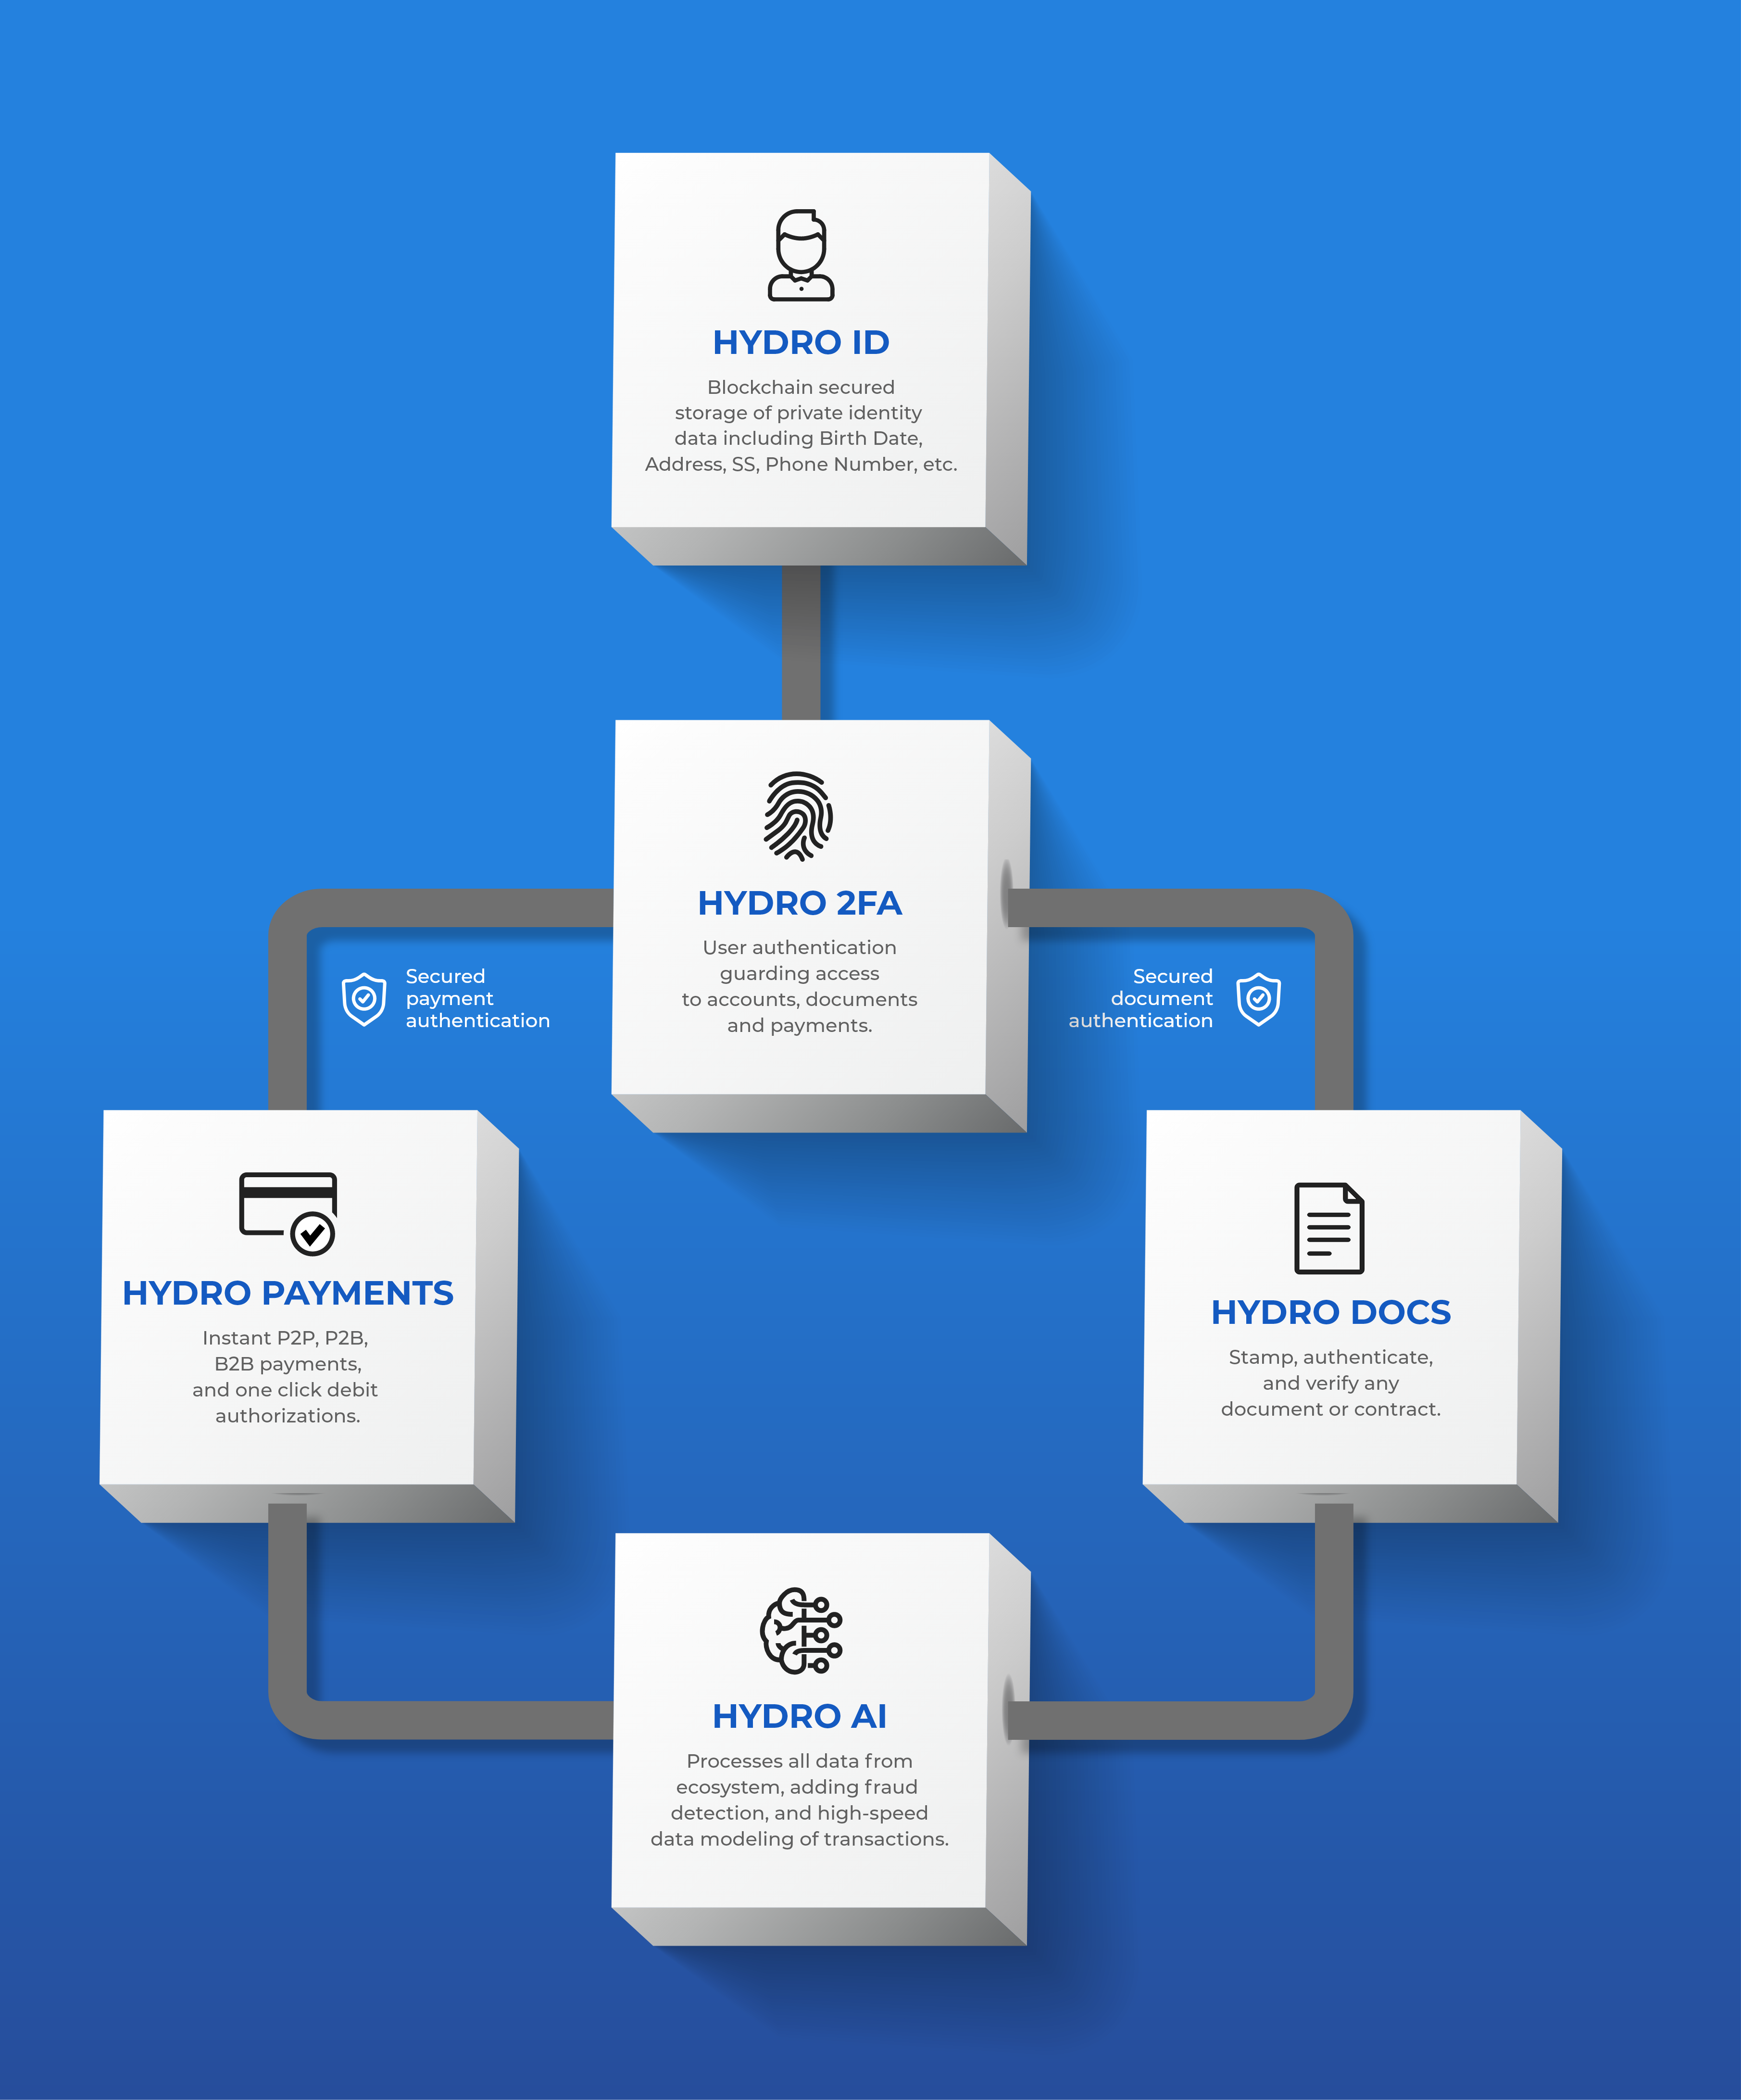 HYDRO ID
Blockchain secured
storage of private identity
data including Birth Date,
Address, SS, Phone Number, etc.
HYDRO 2FA
User authentication
guarding access
to accounts, documents
and payments.
Secured
payment
authentication
Secured
document
authentication
HYDRO PAYMENTS
Instant P2P, P2B,
B2B payments,
and one click debit
authorizations.
HYDRO DOCS
Stamp, authenticate,
and verify any
document or contract.
HYDRO AI
Processes all data from
ecosystem, adding fraud
detection, and high-speed
data modeling of transactions.